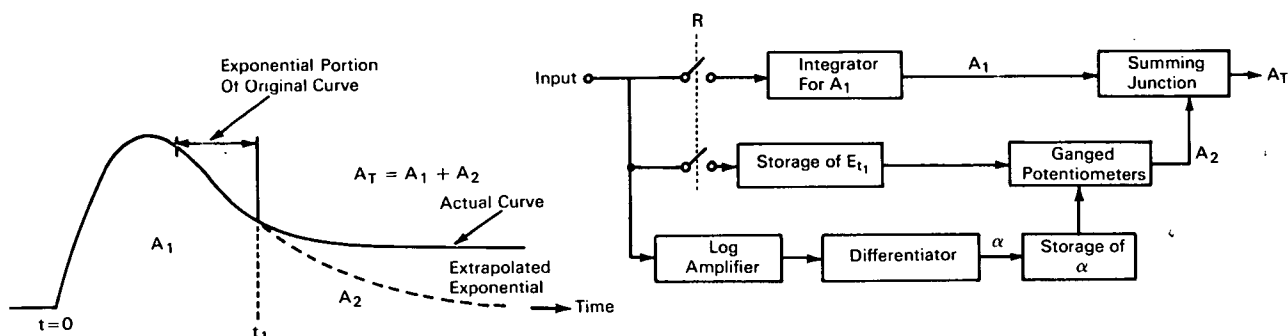 Exponential Portion
Of Original Curve
A_T = A_1 + A_2
Actual Curve
A_1
Extrapolated
Exponential
A_2
Time
t=0
t_1
R
Input
Integrator
For A_1
A_1
Summing
Junction
A_T
Storage of E_t_1
Ganged
Potentiometers
A_2
Log
Amplifier
Differentiator
α
Storage of
α